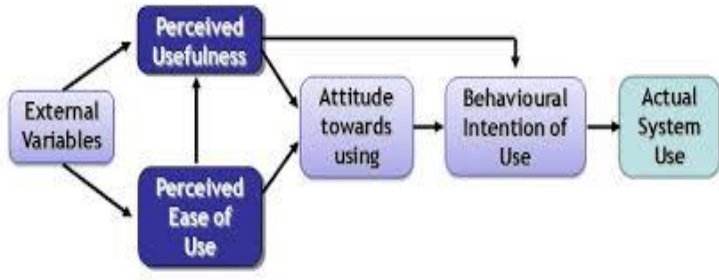 External
Variables
Perceived
Usefulness
Perceived
Ease of
Use
Attitude
towards
using
Behavioural
Intention of
Use
Actual
System
Use